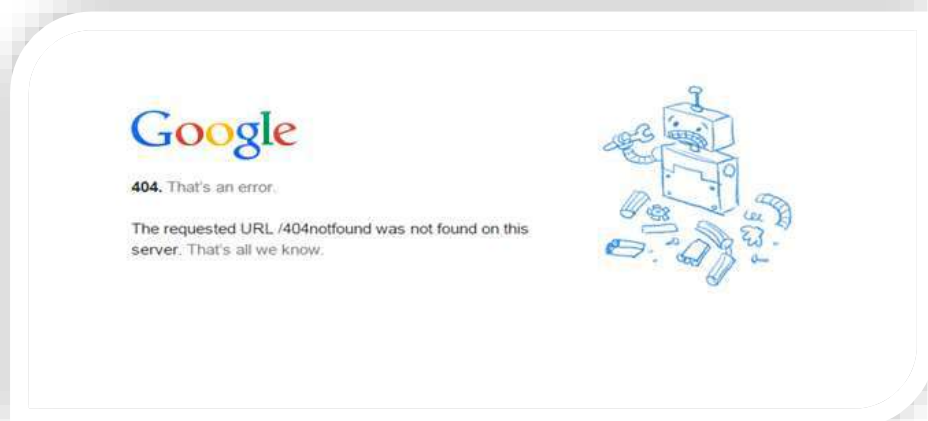 Google
404. That's an error.
The requested URL /404notfound was not found on this
server. That's all we know.